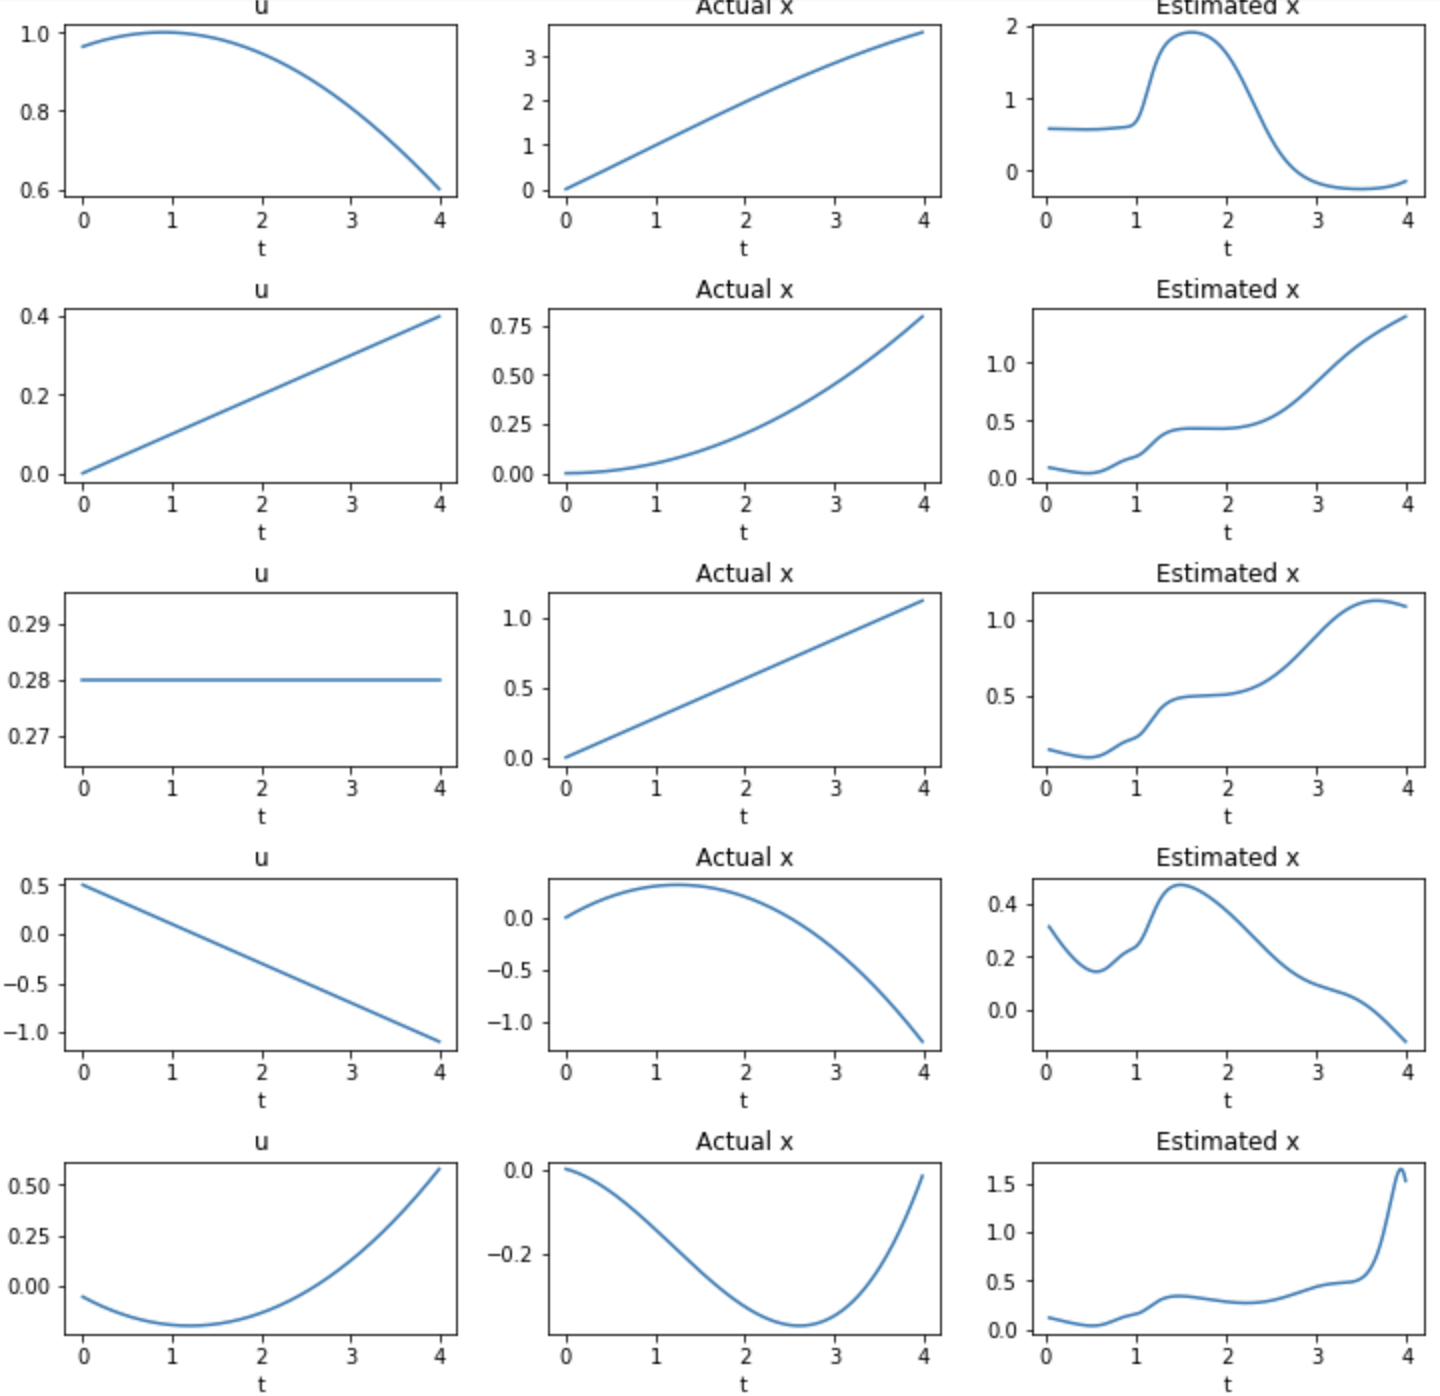 u Actual x Estimated x
1.0 0.8 0.6 0 1 2 3 4 t
3 2 1 0 0 1 2 3 4 t
2 1 0 0 1 2 3 4 t
u Actual x Estimated x
0.4 0.2 0.0 0 1 2 3 4 t
0.75 0.50 0.25 0.00 0 1 2 3 4 t
1.0 0.5 0.0 0 1 2 3 4 t
u Actual x Estimated x
0.29 0.28 0.27 0 1 2 3 4 t
1.0 0.5 0.0 0 1 2 3 4 t
1.0 0.5 0 1 2 3 4 t
u Actual x Estimated x
0.5 0.0 −0.5 −1.0 0 1 2 3 4 t
0.0 −0.5 −1.0 0 1 2 3 4 t
0.4 0.2 0.0 0 1 2 3 4 t
u Actual x Estimated x
0.50 0.25 0.00 0 1 2 3 4 t
0.0 −0.2 0 1 2 3 4 t
1.5 1.0 0.5 0.0 0 1 2 3 4 t